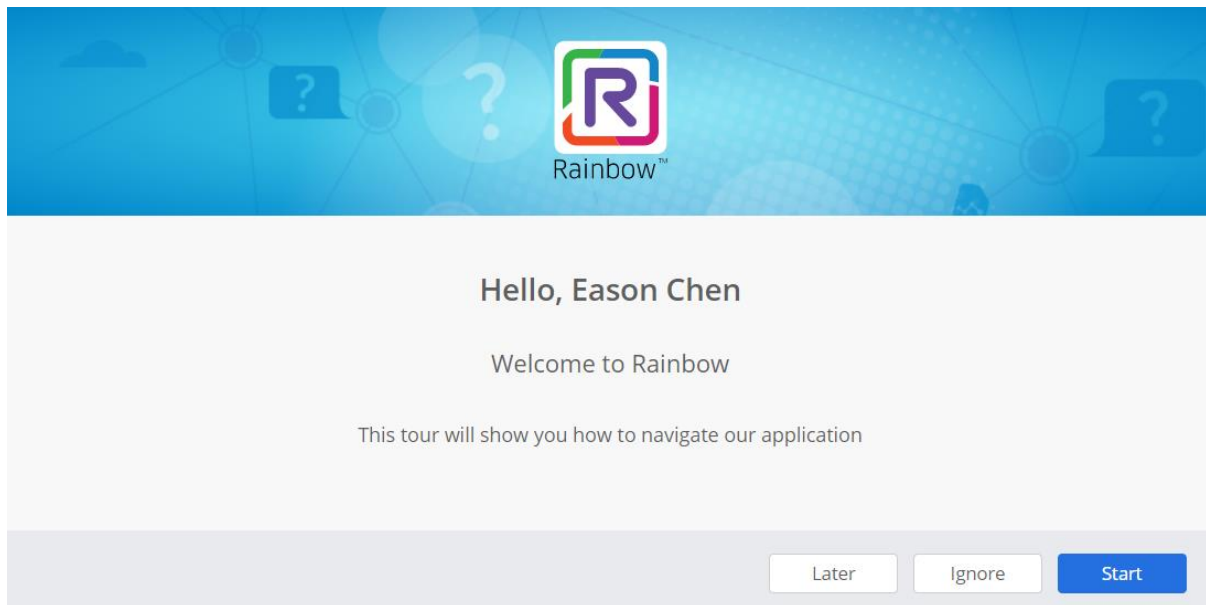 ?
?
?
R
Rainbow™
Hello, Eason Chen
Welcome to Rainbow
This tour will show you how to navigate our application
Later
Ignore
Start